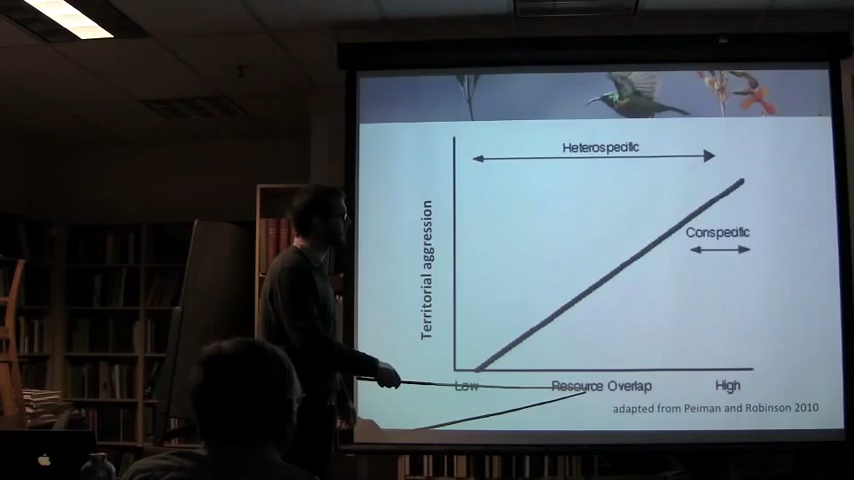 Heterospecific
Conspecific
Territorial aggression
Low Resource Overlap High
adapted from Peiman and Robinson 2010